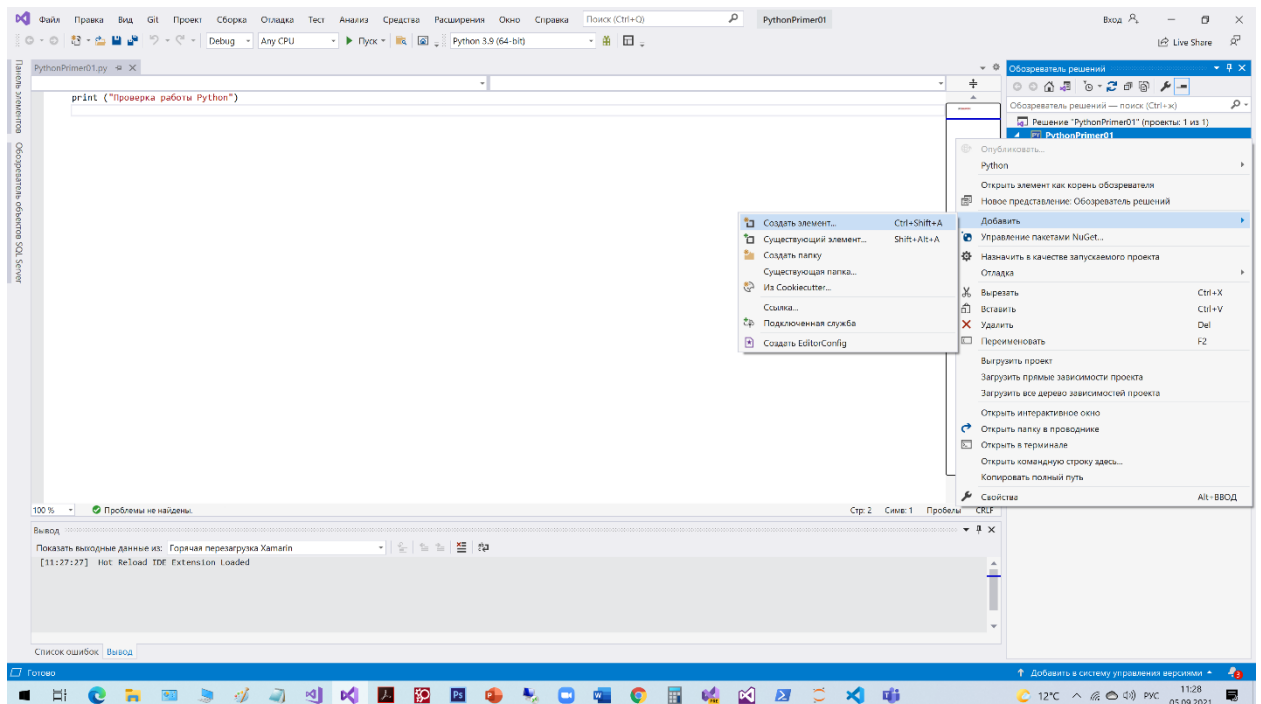 Файл Правка Вид Git Проект Сборка Отладка Тест Анализ Средства Расширения Окно Справка Поиск (Ctrl+Q) PythonPrimer01 Вход
Debug Any CPU Пуск Python 3.9 (64-bit) Live Share
Панель элементов
Обозреватель объектов SQL Server
PythonPrimer01.py
print ("Проверка работы Python")
Обозреватель решений
Обозреватель решений — поиск (Ctrl+ж)
Решение "PythonPrimer01" (проекты: 1 из 1)
PythonPrimer01
Опубликовать...
Python
Открыть элемент как корень обозревателя
Новое представление: Обозреватель решений
Добавить
Управление пакетами NuGet...
Назначить в качестве запускаемого проекта
Отладка
Вырезать Ctrl+X
Вставить Ctrl+V
Удалить Del
Переименовать F2
Выгрузить проект
Загрузить прямые зависимости проекта
Загрузить все дерево зависимостей проекта
Открыть интерактивное окно
Открыть папку в проводнике
Открыть в терминале
Открыть командную строку здесь...
Копировать полный путь
Свойства Alt+ВВОД
Создать элемент... Ctrl+Shift+A
Существующий элемент... Shift+Alt+A
Создать папку
Существующая папка...
Из Cookiecutter...
Ссылка...
Подключенная служба
Создать EditorConfig
100 % Проблемы не найдены. Стр: 2 Симв: 1 Пробелы CRLF
Вывод
Показать выходные данные из: Горячая перезагрузка Xamarin
[11:27:27] Hot Reload IDE Extension Loaded
Список ошибок Вывод
Готово Добавить в систему управления версиями
12°C РУС 11:28
05.09.2021